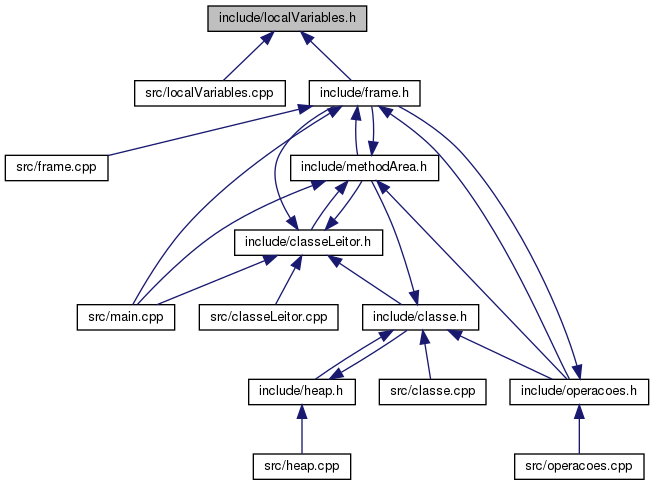 include/localVariables.h
src/localVariables.cpp
include/frame.h
src/frame.cpp
include/methodArea.h
include/classeLeitor.h
src/main.cpp
src/classeLeitor.cpp
include/classe.h
include/heap.h
src/classe.cpp
include/operacoes.h
src/heap.cpp
src/operacoes.cpp